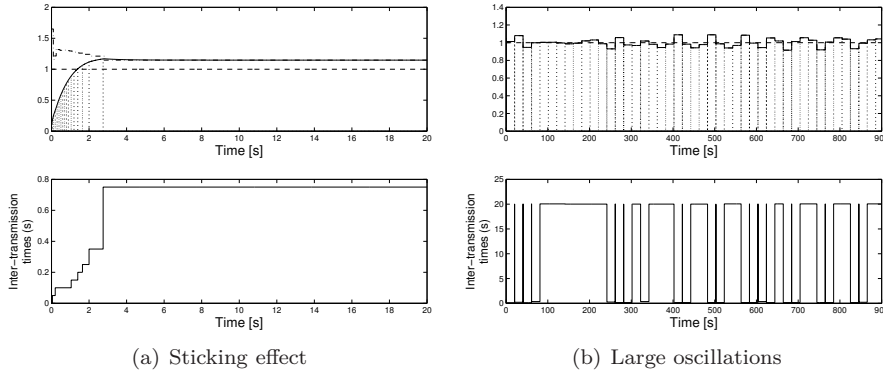 2
1.5
1
0.5
0
0 2 4 6 8 10 12 14 16 18 20
Time [s]
0.8
0.6
0.4
0.2
0
0 2 4 6 8 10 12 14 16 18 20
Time [s]
Inter−transmission
times (s)
(a) Sticking effect
1.4
1.2
1
0.8
0.6
0.4
0.2
0
0 100 200 300 400 500 600 700 800 900
Time [s]
25
20
15
10
5
0
0 100 200 300 400 500 600 700 800 900
Time [s]
Inter−transmission
times (s)
(b) Large oscillations